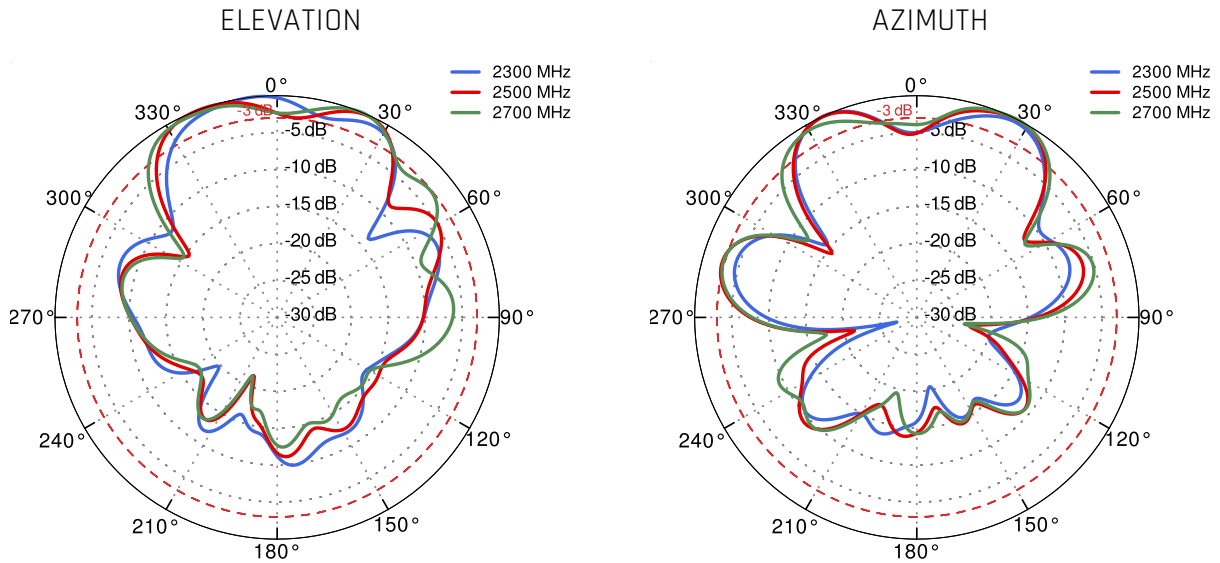 ELEVATION
2300 MHz
2500 MHz
2700 MHz
0°
30°
60°
90°
120°
150°
180°
210°
240°
270°
300°
330°
-3 dB
-5 dB
-10 dB
-15 dB
-20 dB
-25 dB
-30 dB
AZIMUTH
2300 MHz
2500 MHz
2700 MHz
0°
30°
60°
90°
120°
150°
180°
210°
240°
270°
300°
330°
-3 dB
-5 dB
-10 dB
-15 dB
-20 dB
-25 dB
-30 dB